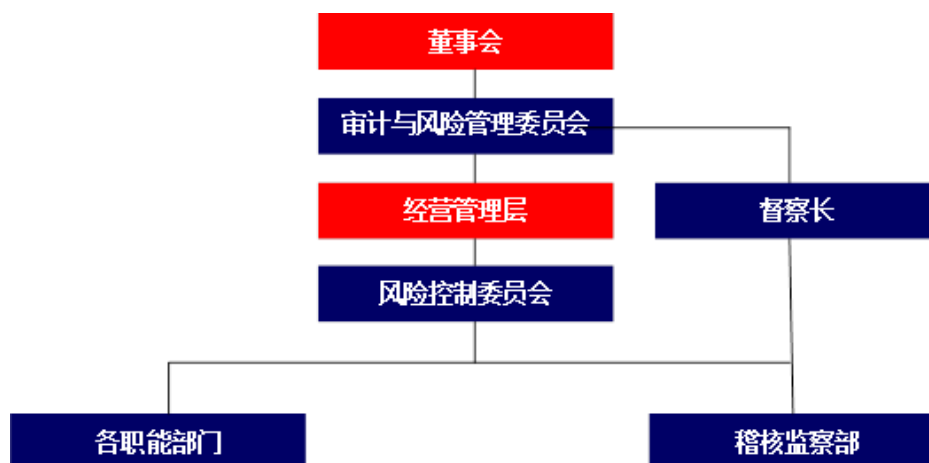 董事会
审计与风险管理委员会
经营管理层
督察长
风险控制委员会
各职能部门
稽核监察部